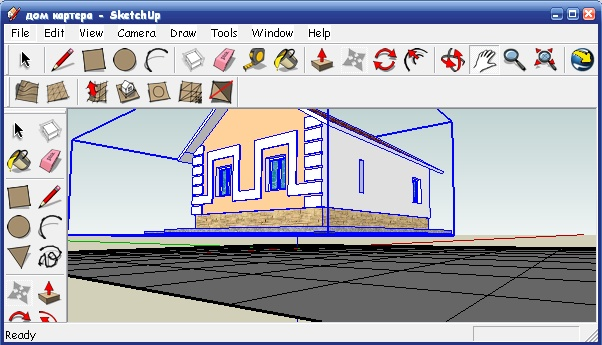 дом картера - SketchUp
File Edit View Camera Draw Tools Window Help
Ready